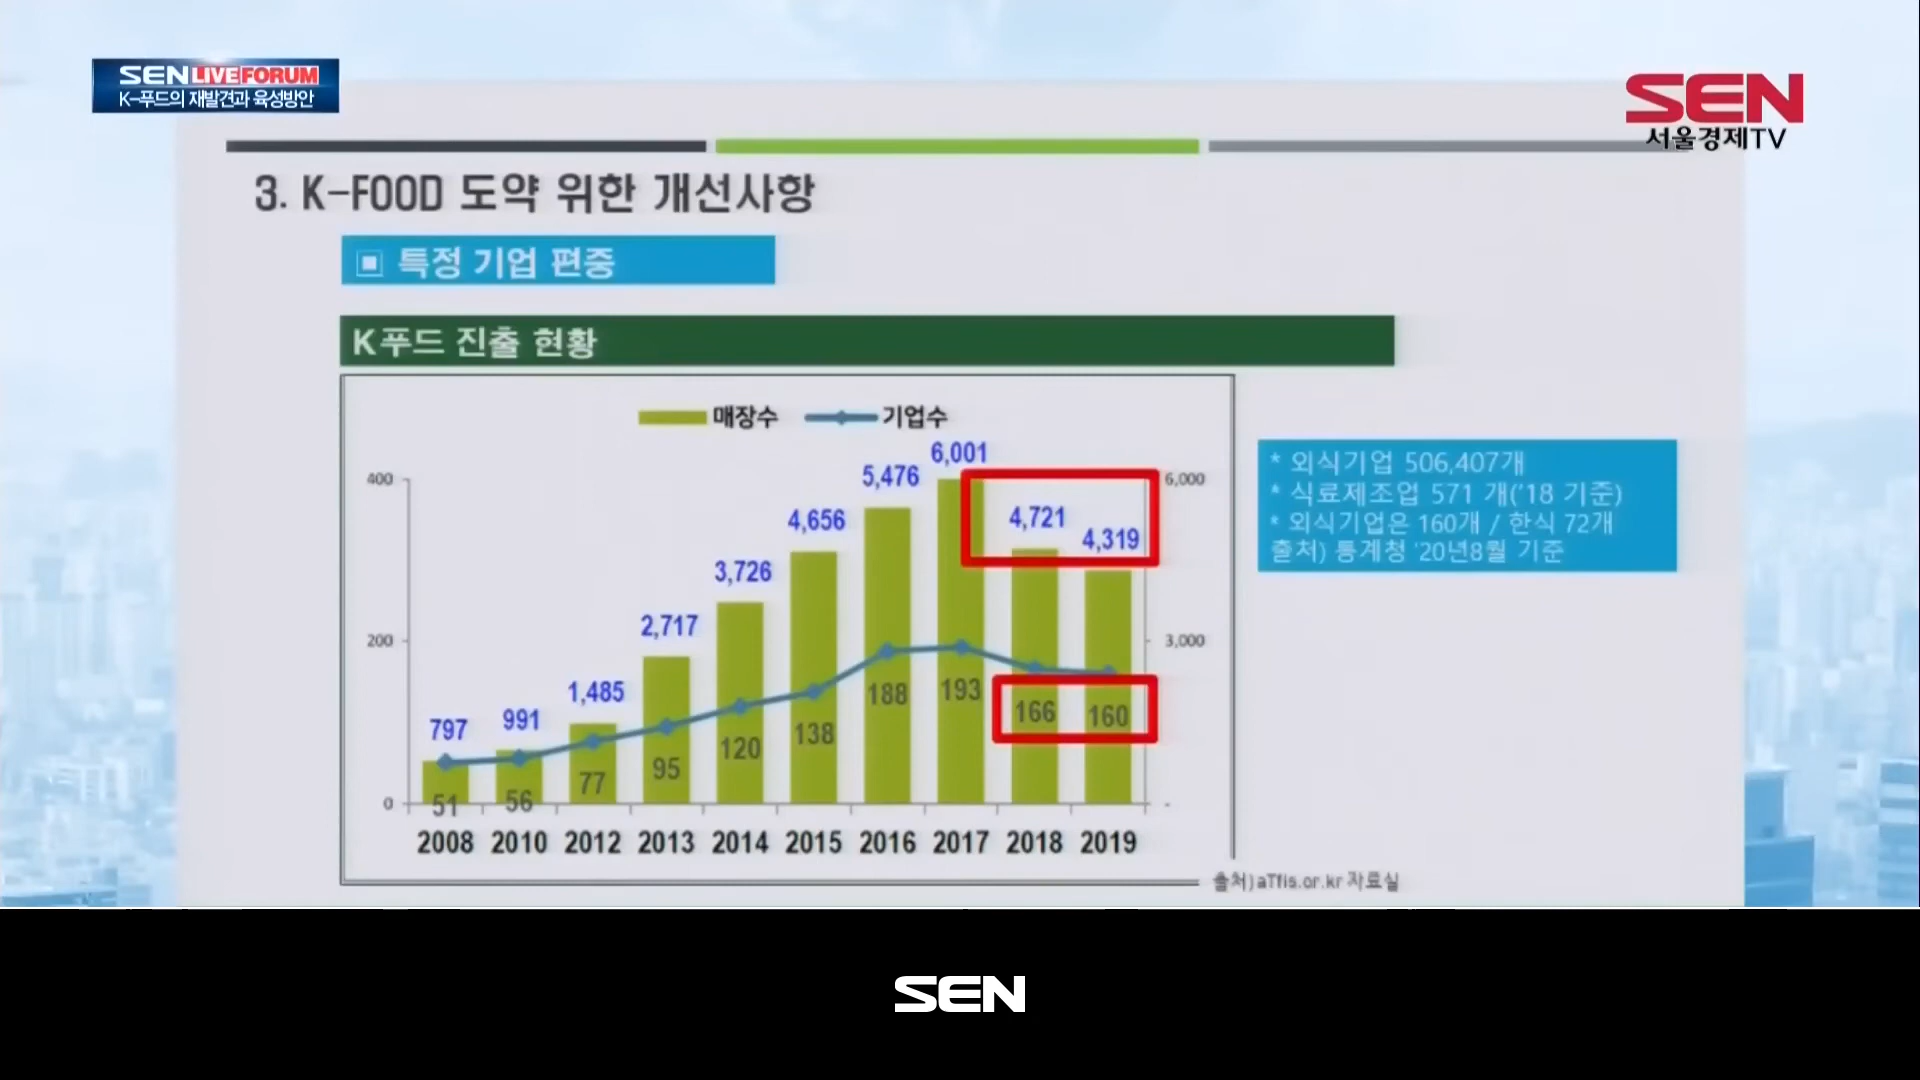 SEN LIVE FORUM
K-푸드의 재발견과 육성방안
SEN
서울경제TV
3. K-FOOD 도약 위한 개선사항
▣ 특정 기업 편중
K푸드 진출 현황
매장수 기업수
400 200 0
6,000 3,000 -
797 991 1,485 2,717 3,726 4,656 5,476 6,001 4,721 4,319
51 56 77 95 120 138 188 193 166 160
2008 2010 2012 2013 2014 2015 2016 2017 2018 2019
* 외식기업 506,407개
* 식료제조업 571 개('18 기준)
* 외식기업은 160개 / 한식 72개
출처) 통계청 '20년8월 기준
출처)aTfis.or.kr 자료실
SEN